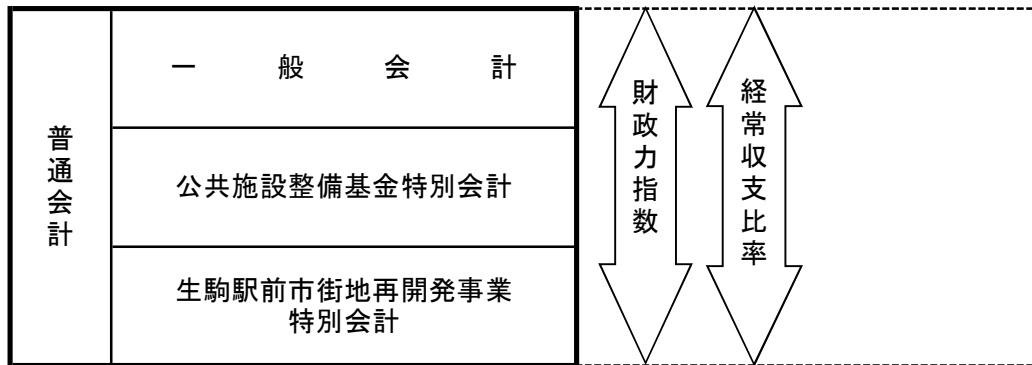 普通会計
一般会計
公共施設整備基金特別会計
生駒駅前市街地再開発事業
特別会計
財政力指数
経常収支比率